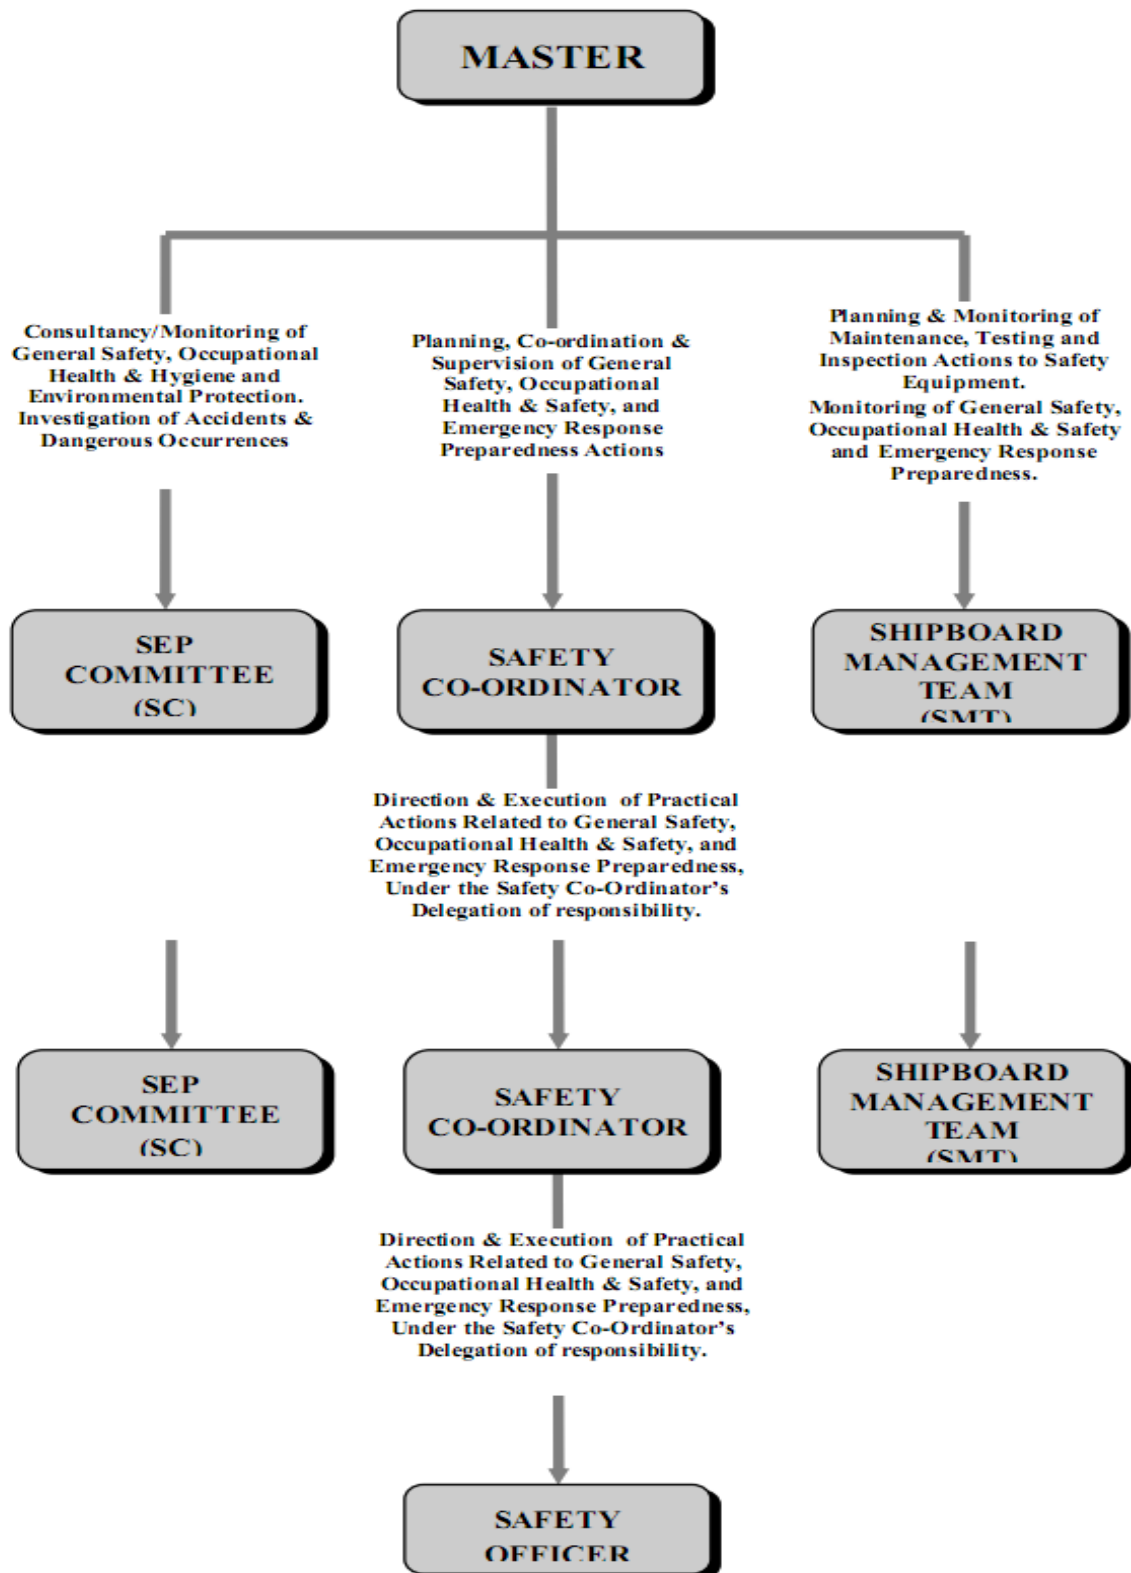 MASTER
Consultancy/Monitoring of
General Safety, Occupational
Health & Hygiene and
Environmental Protection.
Investigation of Accidents &
Dangerous Occurrences
Planning, Co-ordination &
Supervision of General
Safety, Occupational
Health & Safety, and
Emergency Response
Preparedness Actions
Planning & Monitoring of
Maintenance, Testing and
Inspection Actions to Safety
Equipment.
Monitoring of General Safety,
Occupational Health & Safety
and Emergency Response
Preparedness.
SEP
COMMITTEE
(SC)
SAFETY
CO-ORDINATOR
SHIPBOARD
MANAGEMENT
TEAM
(SMT)
Direction & Execution of Practical
Actions Related to General Safety,
Occupational Health & Safety, and
Emergency Response Preparedness,
Under the Safety Co-Ordinator’s
Delegation of responsibility.
SEP
COMMITTEE
(SC)
SAFETY
CO-ORDINATOR
SHIPBOARD
MANAGEMENT
TEAM
(SMT)
Direction & Execution of Practical
Actions Related to General Safety,
Occupational Health & Safety, and
Emergency Response Preparedness,
Under the Safety Co-Ordinator’s
Delegation of responsibility.
SAFETY
OFFICER